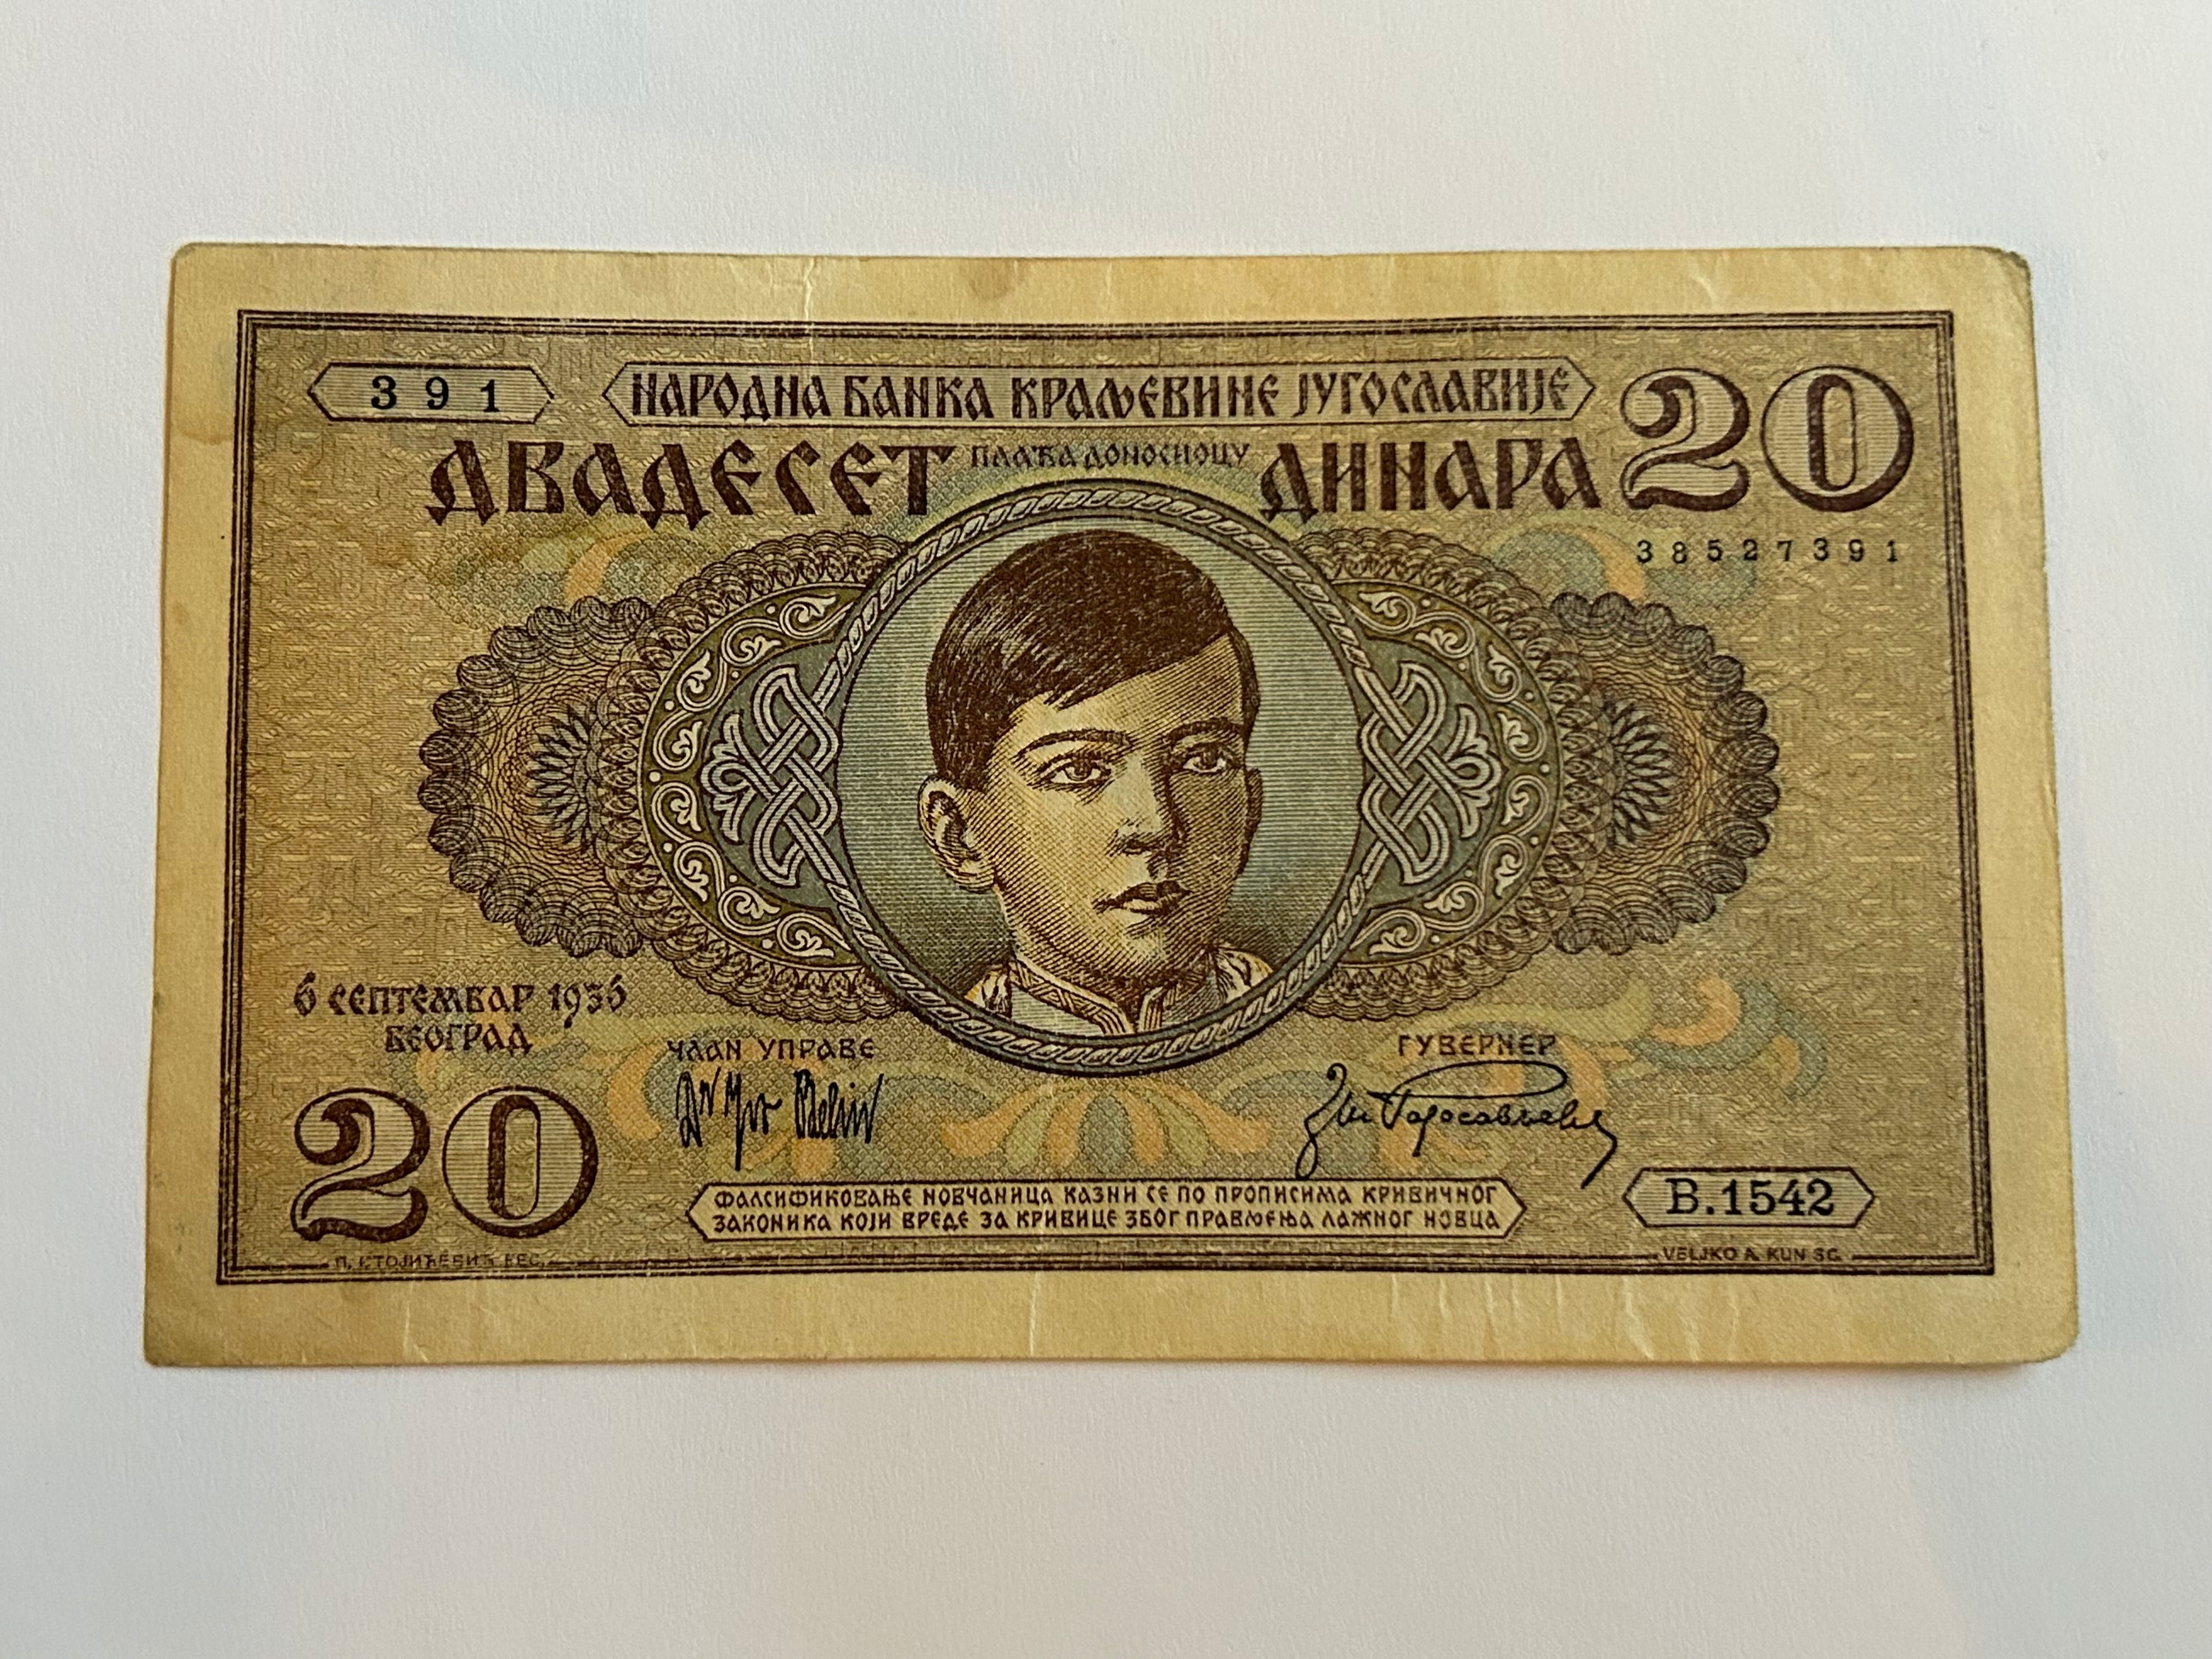 391
НАРОДНА БАНКА КРАЉЕВИНЕ ЈУГОСЛАВИЈЕ
20
ДВАДЕСЕТ ПЛАЋА ДОНОСИОЦУ ДИНАРА
38527391
6 СЕПТЕМБАР 1936
БЕОГРАД
ЧЛАН УПРАВЕ
ГУВЕРНЕР
20
ФАЛСИФИКОВАЊЕ НОВЧАНИЦА КАЗНИ СЕ ПО ПРОПИСИМА КРИВИЧНОГ
ЗАКОНИКА КОЈИ ВРЕДЕ ЗА КРИВИЦЕ ЗБОГ ПРАВЉЕЊА ЛАЖНОГ НОВЦА
B.1542
П. СТОЈИЋЕВИЋ
VELJKO A. KUN SC.